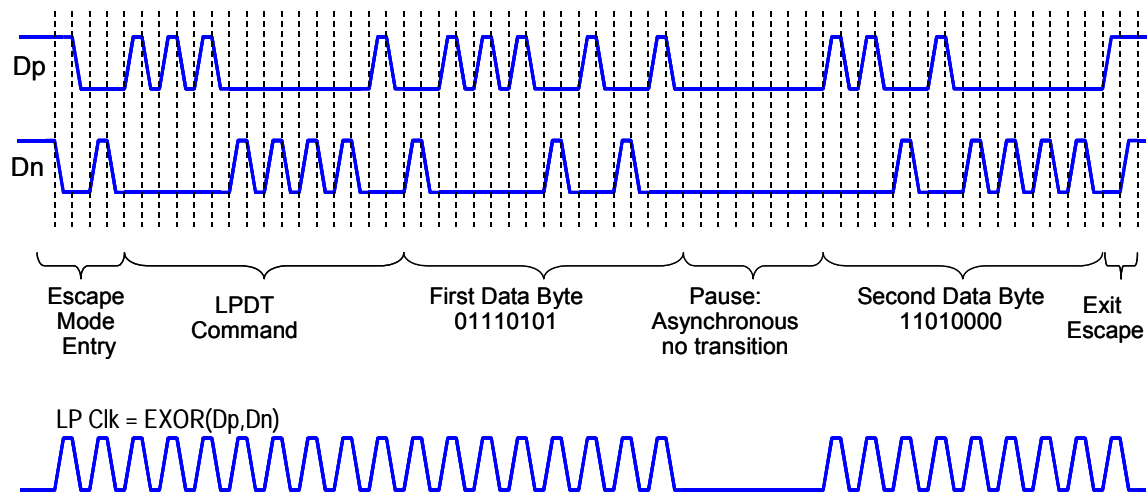 Dp
Dn
Escape
Mode
Entry
LPDT
Command
First Data Byte
01110101
Pause:
Asynchronous
no transition
Second Data Byte
11010000
Exit
Escape
LP Clk = EXOR(Dp,Dn)